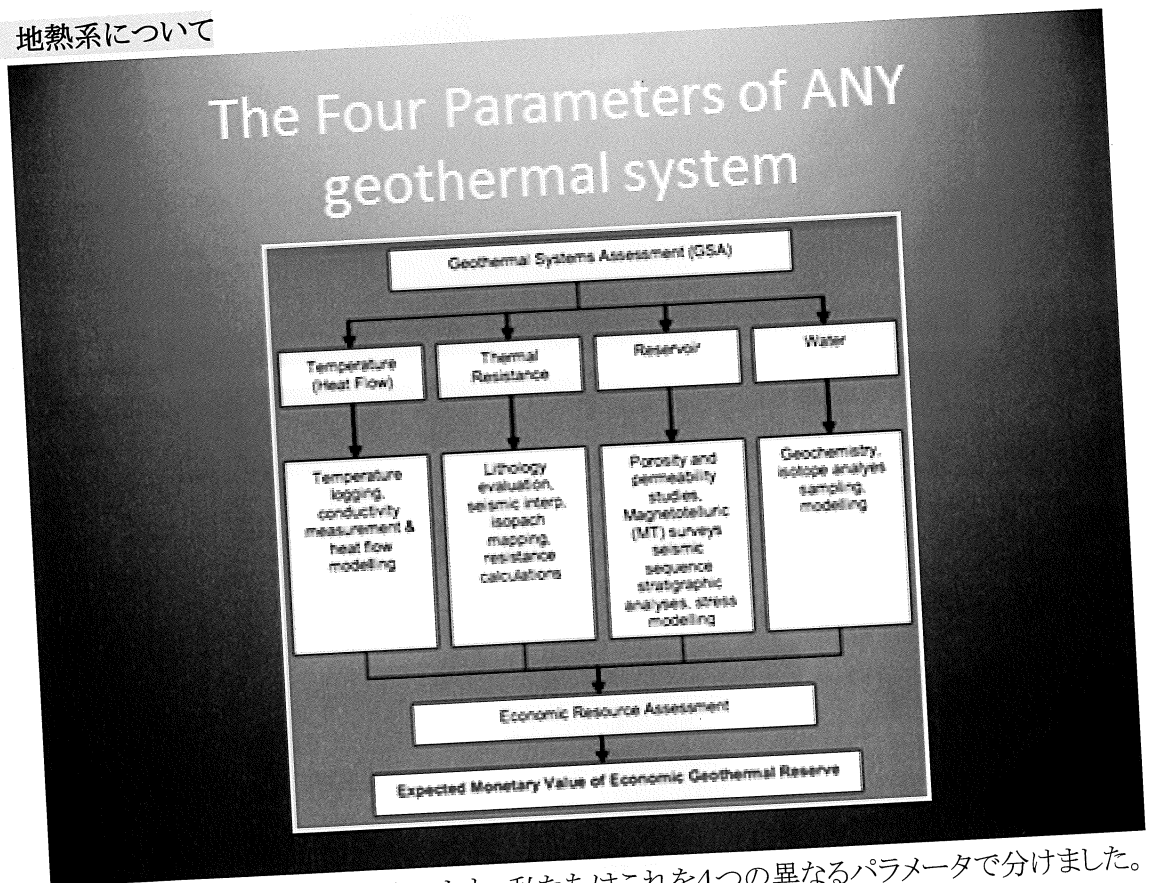 地熱系について
The Four Parameters of ANY
geothermal system
Geothermal Systems Assessment (GSA)
Temperature
(Heat Flow)
Thermal
Resistance
Reservoir
Water
Temperature
logging,
conductivity
measurement &
heat flow
modelling
Lithology
evaluation,
seismic interp,
isopach
mapping,
resistance
calculations
Porosity and
permeability
studies,
Magnetotelluric
(MT) surveys
seismic
sequence
stratigraphic
analyses, stress
modelling
Geochemistry,
isotope analyes
sampling,
modelling
Economic Resource Assessment
Expected Monetary Value of Economic Geothermal Reserve
私たちはこれを4つの異なるパラメータで分けました。